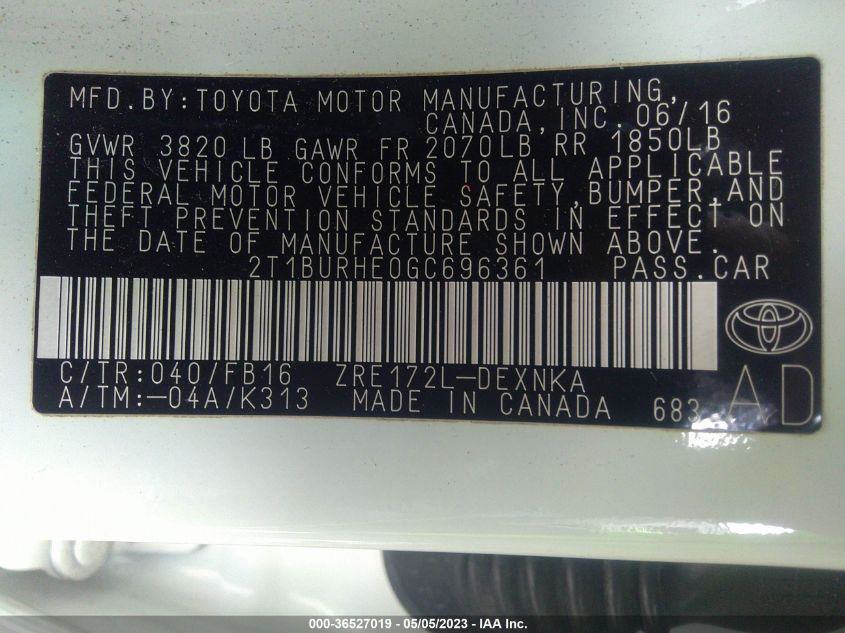 MFD.BY:TOYOTA MOTOR MANUFACTURING,
CANADA,INC.06/16
GVWR 3820 LB GAWR FR 2070LB RR 1850LB
THIS VEHICLE CONFORMS TO ALL APPLICABLE
FEDERAL MOTOR VEHICLE SAFETY,BUMPER,AND
THEFT PREVENTION STANDARDS IN EFFECT ON
THE DATE OF MANUFACTURE SHOWN ABOVE.
2T1BURHE0GC696361 PASS.CAR
C/TR:040/FB16 ZRE172L-DEXNKA
A/TM:-04A/K313 MADE IN CANADA 683 AD
000-36527019 - 05/05/2023 - IAA Inc.